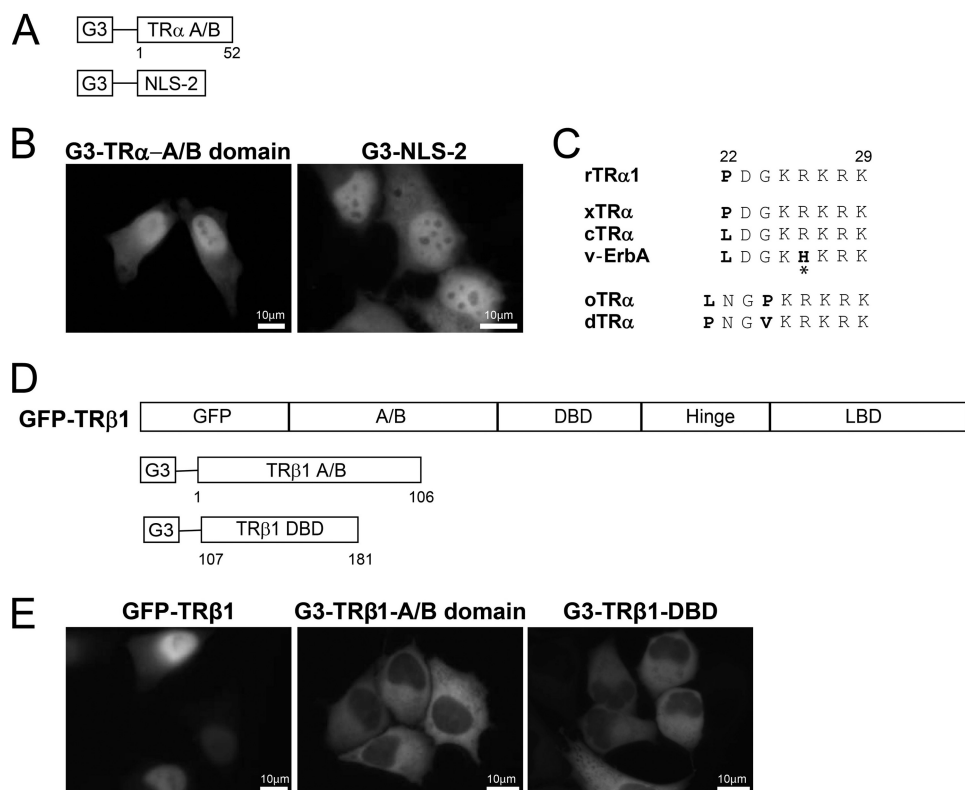 A
G3 TRα A/B
1 52
G3 NLS-2
B
G3-TRα–A/B domain G3-NLS-2
10µm 10µm
C
22 29
rTRα1 P D G K R K R K
xTRα P D G K R K R K
cTRα L D G K R K R K
v-ErbA L D G K H K R K
*
oTRα L N G P K R K R K
dTRα P N G V K R K R K
D
GFP-TRβ1 GFP A/B DBD Hinge LBD
G3 TRβ1 A/B
1 106
G3 TRβ1 DBD
107 181
E
GFP-TRβ1 G3-TRβ1-A/B domain G3-TRβ1-DBD
10µm 10µm 10µm